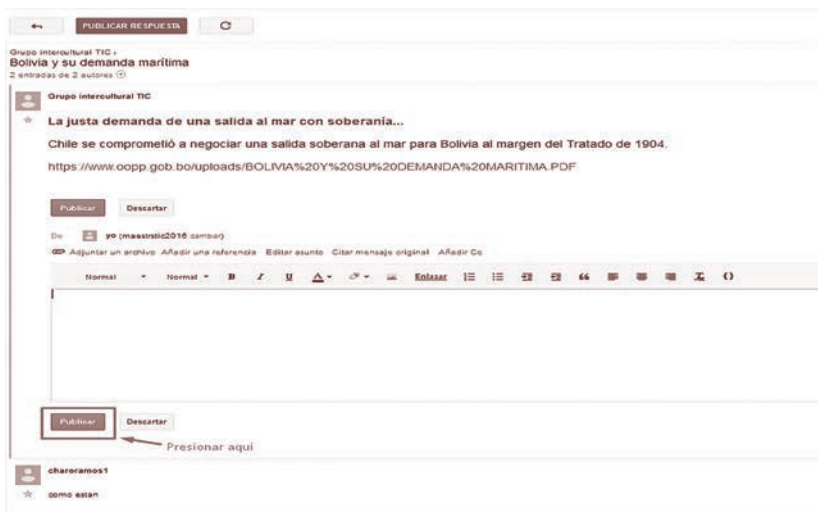 PUBLICAR RESPUESTA
Grupo intercultural TIC ›
Bolivia y su demanda marítima
2 entradas de 2 autores
Grupo intercultural TIC
La justa demanda de una salida al mar con soberanía...
Chile se comprometió a negociar una salida soberana al mar para Bolivia al margen del Tratado de 1904.
https://www.oopp.gob.bo/uploads/BOLIVIA%20Y%20SU%20DEMANDA%20MARITIMA.PDF
Publicar Descartar
De yo (maestrstic2016 cambiar)
Adjuntar un archivo Añadir una referencia Editar asunto Citar mensaje original Añadir Cc
Normal Normal B I U A Enlazar
Publicar Descartar
Presionar aquí
charoramos1
como estan